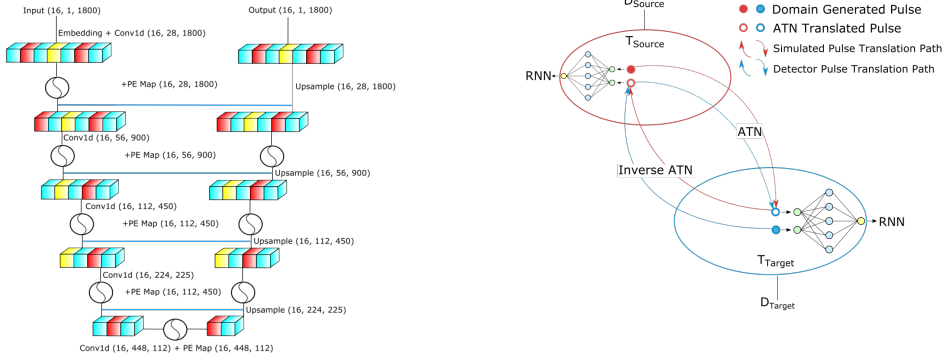 Input (16, 1, 1800)
Output (16, 1, 1800)
Embedding + Conv1d (16, 28, 1800)
+PE Map (16, 28, 1800)
Upsample (16, 28, 1800)
Conv1d (16, 56, 900)
+PE Map (16, 56, 900)
Upsample (16, 56, 900)
Conv1d (16, 112, 450)
+PE Map (16, 112, 450)
Upsample (16, 112, 450)
Conv1d (16, 224, 225)
+PE Map (16, 112, 450)
Upsample (16, 224, 225)
Conv1d (16, 448, 112) + PE Map (16, 448, 112)
DSource
TSource
RNN
Domain Generated Pulse
ATN Translated Pulse
Simulated Pulse Translation Path
Detector Pulse Translation Path
ATN
Inverse ATN
RNN
TTarget
DTarget